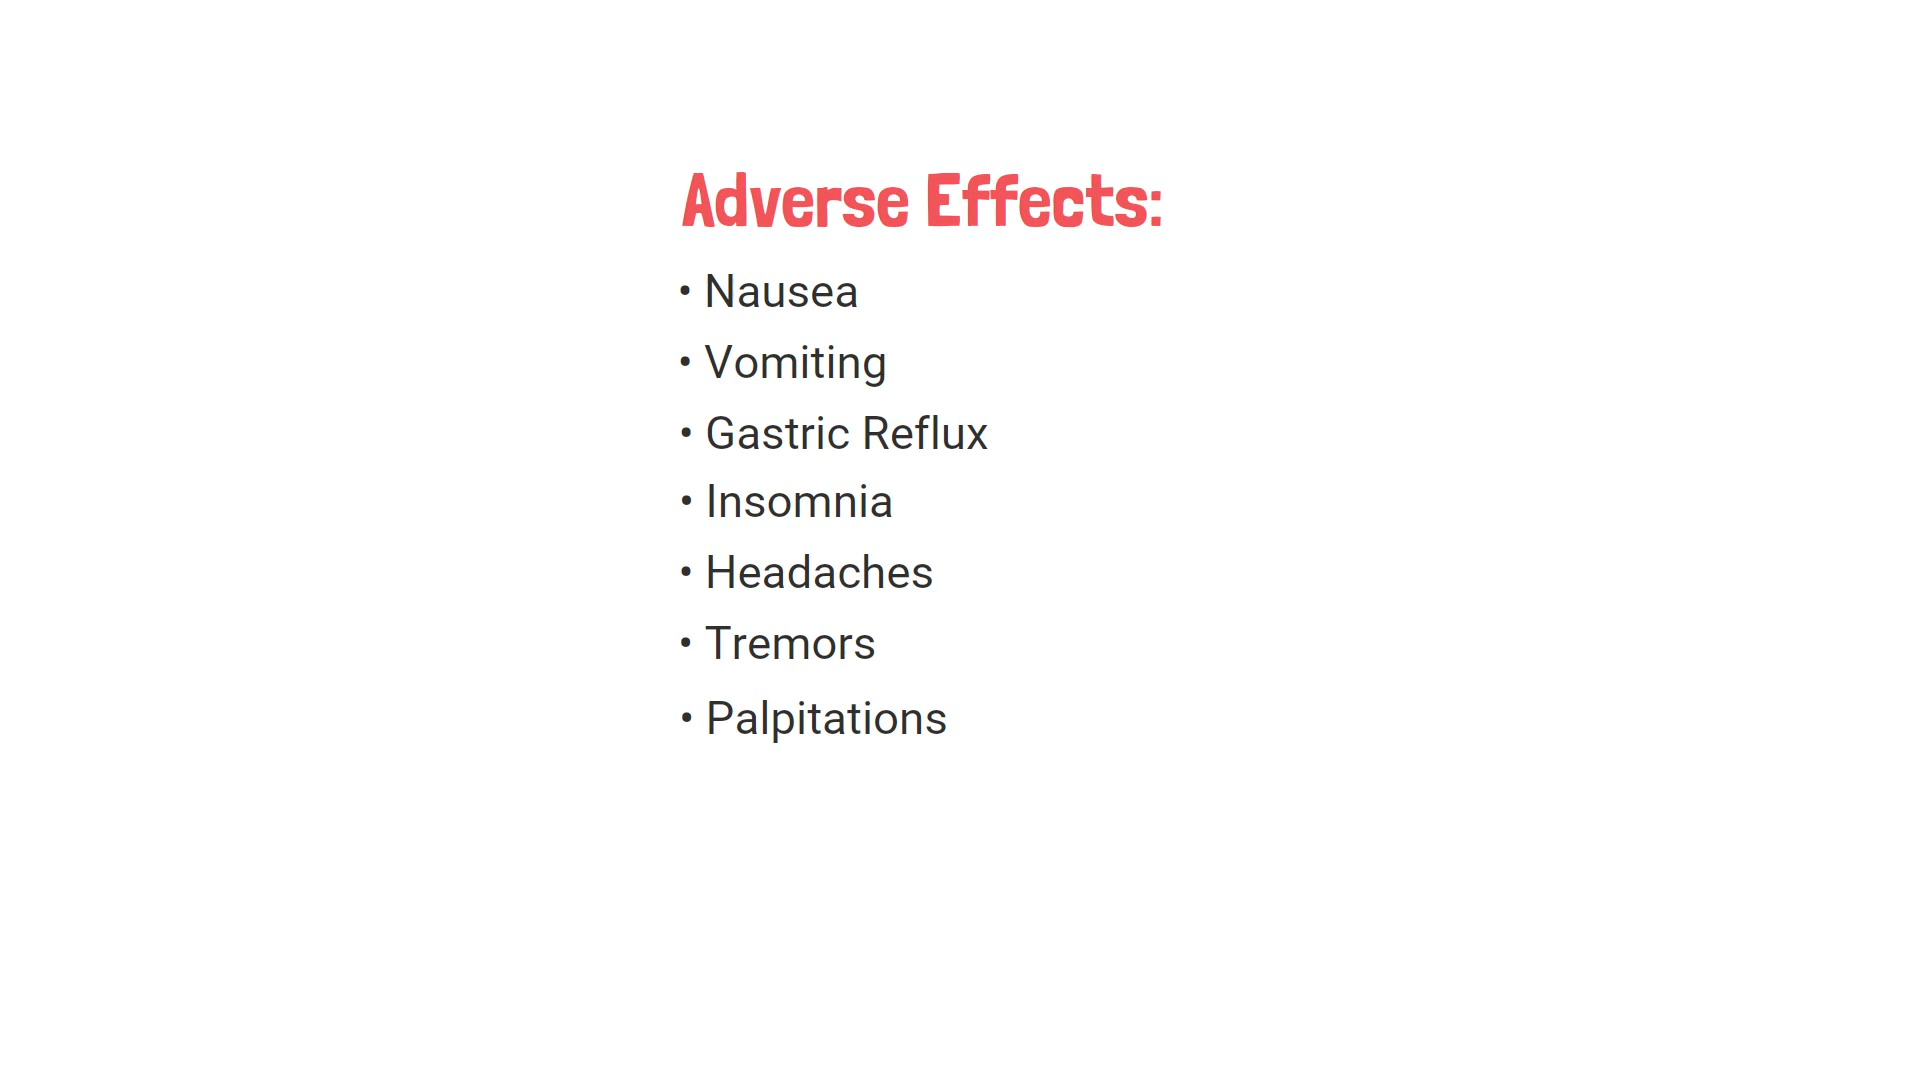 Adverse Effects:
• Nausea
• Vomiting
• Gastric Reflux
• Insomnia
• Headaches
• Tremors
• Palpitations